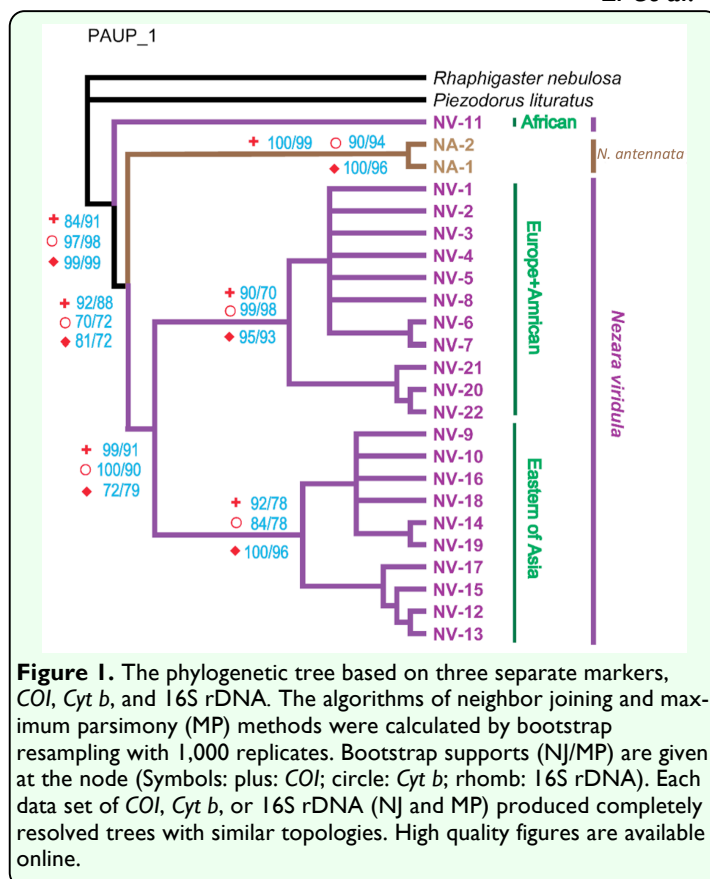 PAUP_1
Rhaphigaster nebulosa
Piezodorus lituratus
NV-11
African
100/99
90/94
NA-2
N. antennata
100/96
NA-1
NV-1
NV-2
84/91
NV-3
97/98
99/99
NV-4
NV-5
90/70
92/88
99/98
NV-8
70/72
NV-6
81/72
95/93
NV-7
Europe+Amrican
Nezara viridula
NV-21
NV-20
NV-22
NV-9
99/91
NV-10
100/90
NV-16
72/79
92/78
NV-18
84/78
NV-14
100/96
NV-19
Eastern of Asia
NV-17
NV-15
NV-12
NV-13
Figure 1. The phylogenetic tree based on three separate markers,
COI, Cyt b, and 16S rDNA. The algorithms of neighbor joining and max-
imum parsimony (MP) methods were calculated by bootstrap
resampling with 1,000 replicates. Bootstrap supports (NJ/MP) are given
at the node (Symbols: plus: COI; circle: Cyt b; rhomb: 16S rDNA). Each
data set of COI, Cyt b, or 16S rDNA (NJ and MP) produced completely
resolved trees with similar topologies. High quality figures are available
online.